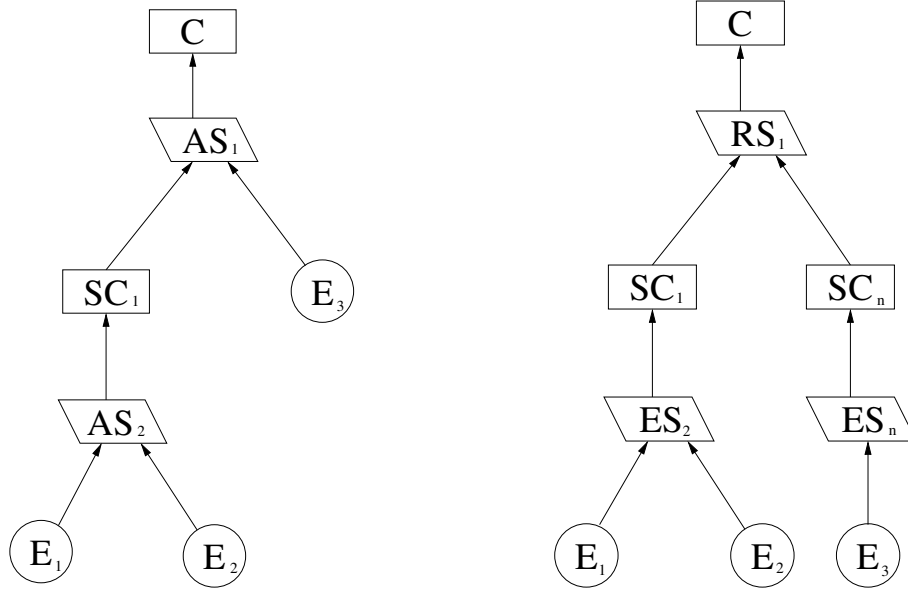 C
AS₁
SC₁
E₃
AS₂
E₁
E₂
C
RS₁
SC₁
SCₙ
ES₂
ESₙ
E₁
E₂
E₃